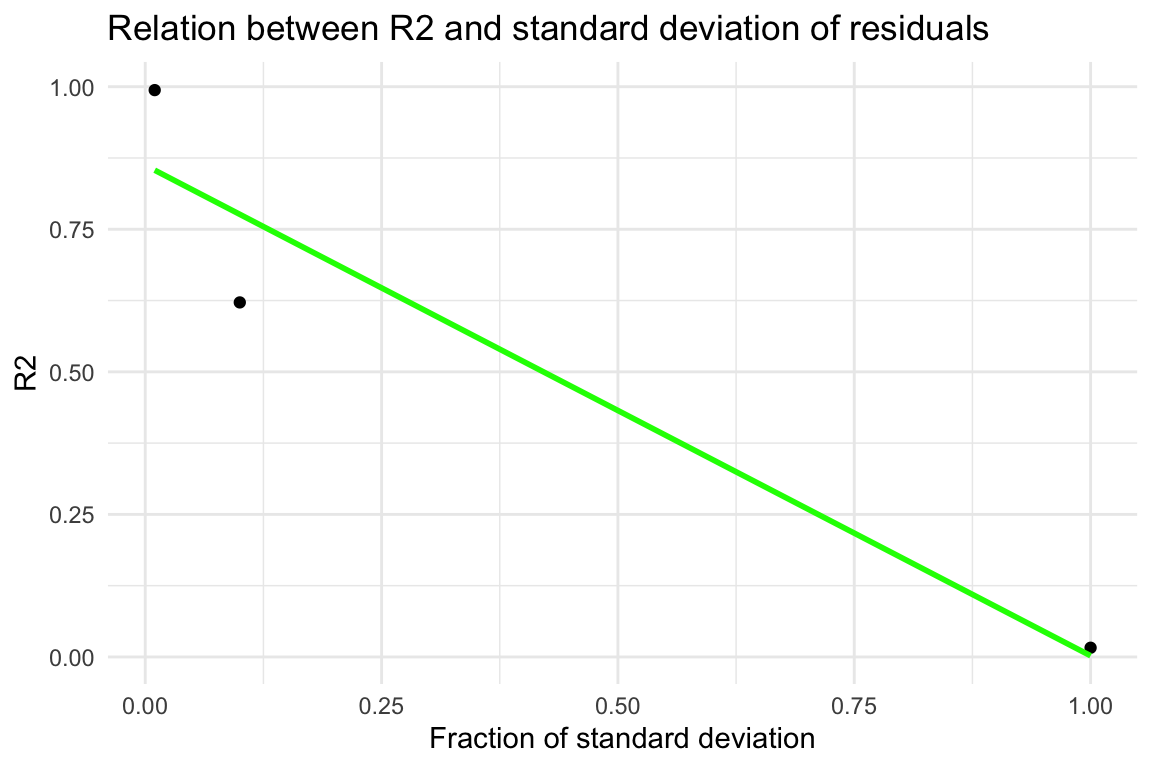 Relation between R2 and standard deviation of residuals
1.00
0.75
0.50
0.25
0.00
R2
0.00 0.25 0.50 0.75 1.00
Fraction of standard deviation